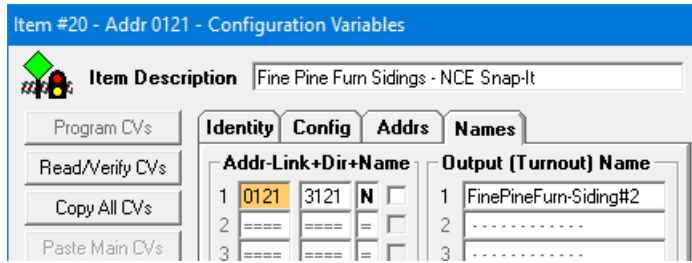 Item #20 - Addr 0121 - Configuration Variables
Item Description Fine Pine Furn Sidings - NCE Snap-It
Program CVs
Read/Verify CVs
Copy All CVs
Paste Main CVs
Identity Config Addrs Names
Addr-Link+Dir+Name
1 0121 3121 N
2 ==== ==== =
3 ==== ==== =
Output (Turnout) Name
1 FinePineFurn-Siding#2
2 - - - - - - - - - - - -
3 - - - - - - - - - - - -